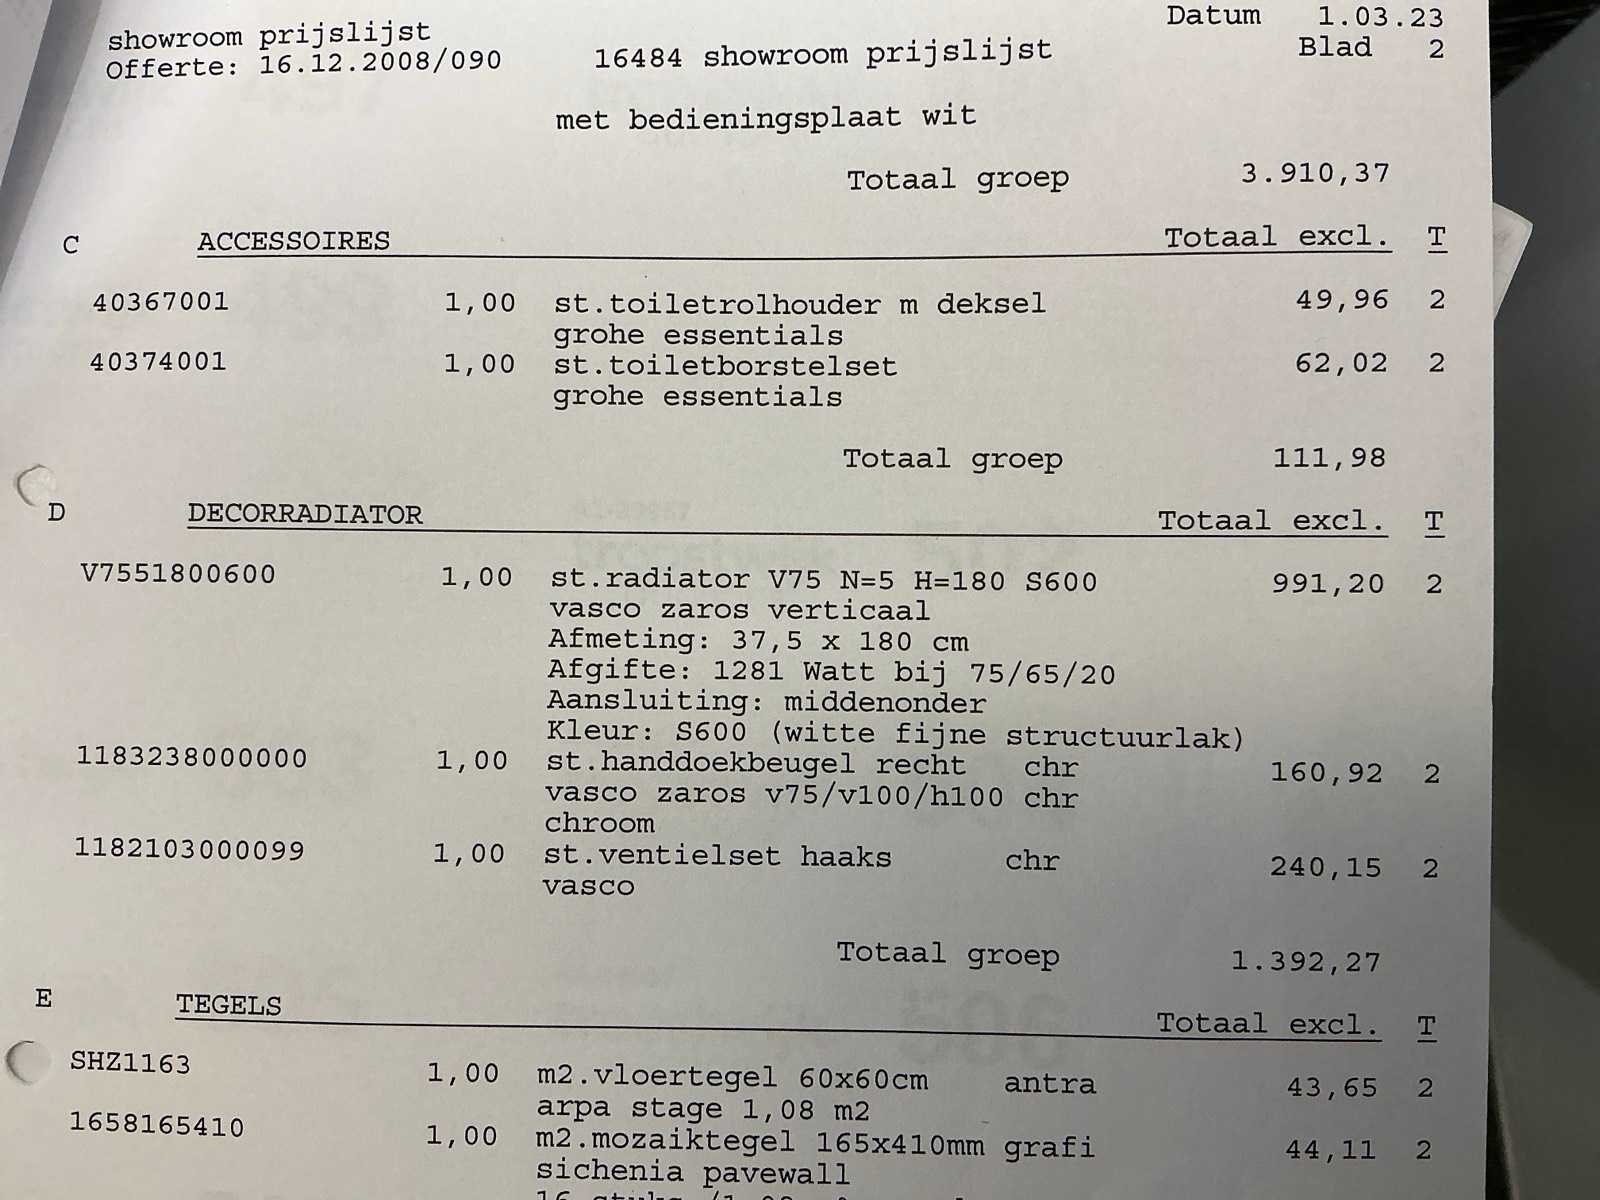 Datum 1.03.23
showroom prijslijst
Offerte: 16.12.2008/090 16484 showroom prijslijst Blad 2
met bedieningsplaat wit
Totaal groep 3.910,37
C ACCESSOIRES Totaal excl. T
40367001 1,00 st.toiletrolhouder m deksel 49,96 2
grohe essentials
40374001 1,00 st.toiletborstelset 62,02 2
grohe essentials
Totaal groep 111,98
D DECORRADIATOR Totaal excl. T
V7551800600 1,00 st.radiator V75 N=5 H=180 S600 991,20 2
vasco zaros verticaal
Afmeting: 37,5 x 180 cm
Afgifte: 1281 Watt bij 75/65/20
Aansluiting: middenonder
Kleur: S600 (witte fijne structuurlak)
1183238000000 1,00 st.handdoekbeugel recht chr 160,92 2
vasco zaros v75/v100/h100 chr
chroom
1182103000099 1,00 st.ventielset haaks chr 240,15 2
vasco
Totaal groep 1.392,27
E TEGELS Totaal excl. T
SHZ1163 1,00 m2.vloertegel 60x60cm antra 43,65 2
arpa stage 1,08 m2
1658165410 1,00 m2.mozaiktegel 165x410mm grafi 44,11 2
sichenia pavewall